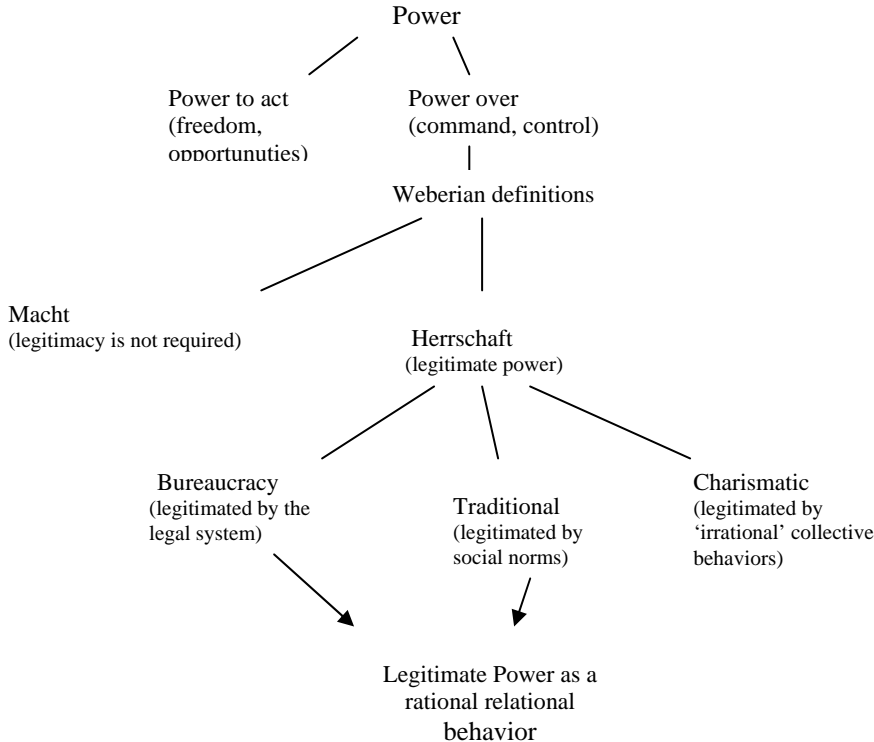 Power
Power to act
(freedom,
opportunuties)
Power over
(command, control)
Weberian definitions
Macht
(legitimacy is not required)
Herrschaft
(legitimate power)
Bureaucracy
(legitimated by the
legal system)
Traditional
(legitimated by
social norms)
Charismatic
(legitimated by
‘irrational’ collective
behaviors)
Legitimate Power as a
rational relational
behavior